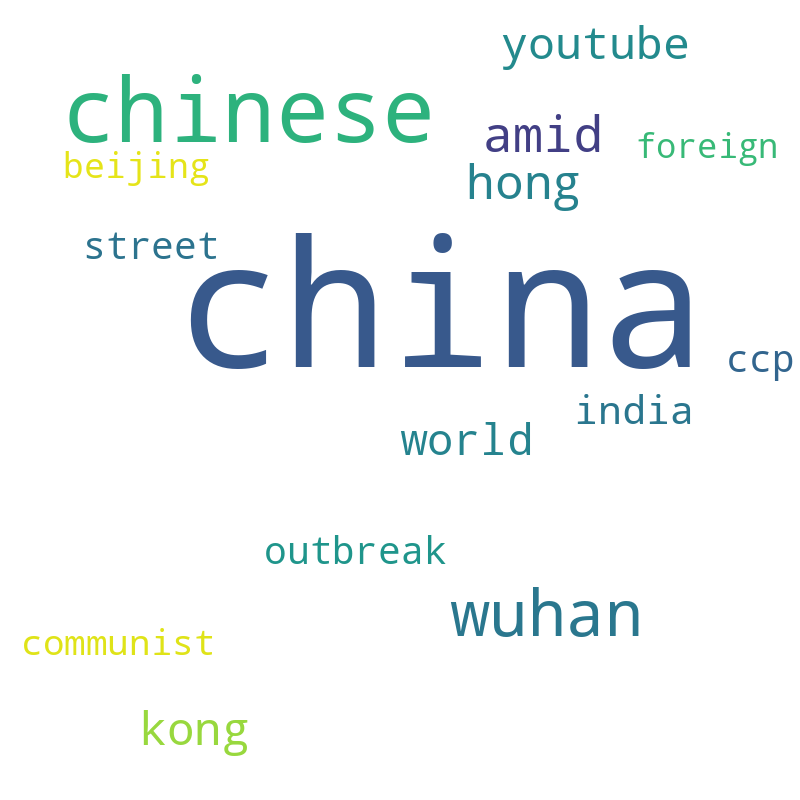 youtube
chinese
amid
foreign
beijing
hong
street
china
ccp
india
world
outbreak
wuhan
communist
kong